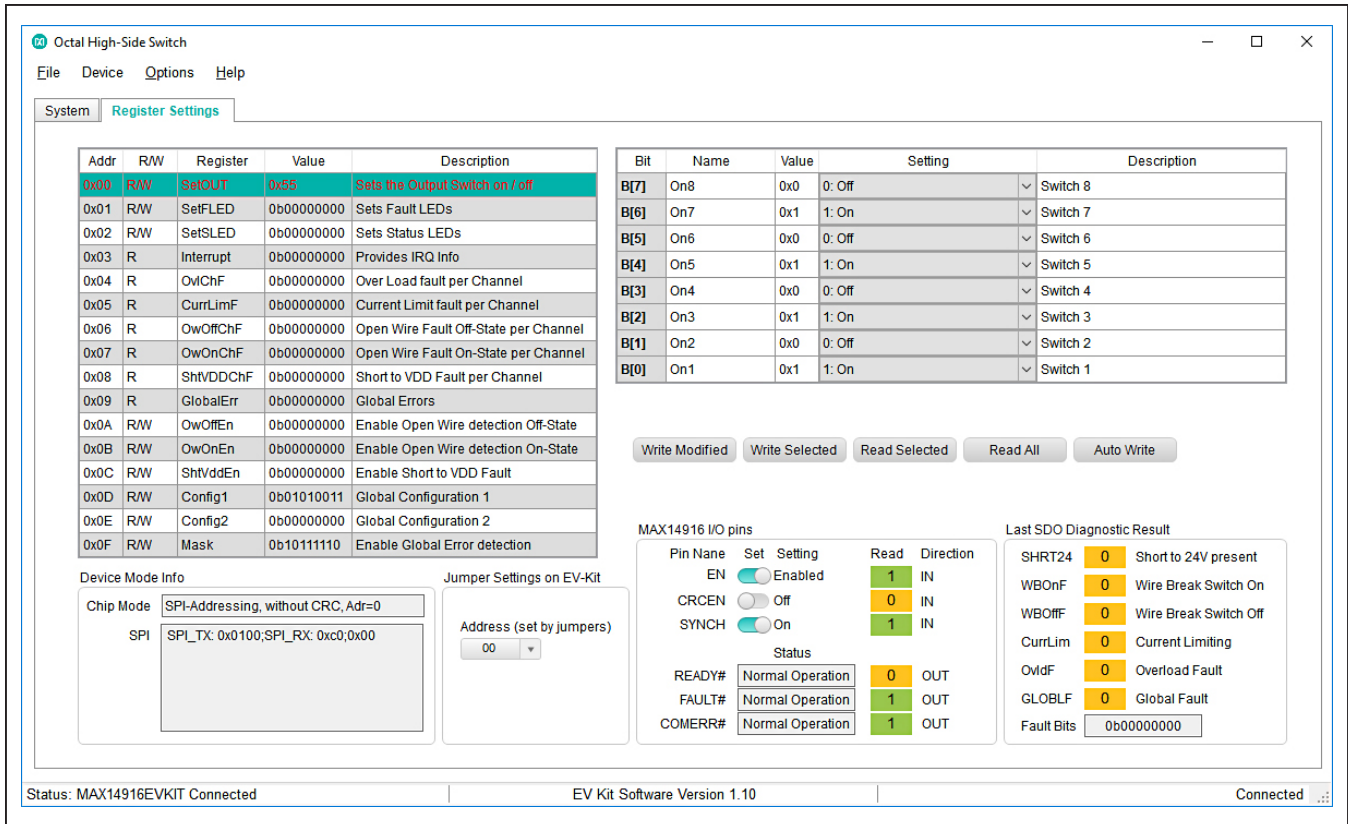 Octal High-Side Switch
File Device Options Help
System Register Settings
Addr R/W Register Value Description
0x00 R/W SetOUT 0x55 Sets the Output Switch on / off
0x01 R/W SetFLED 0b00000000 Sets Fault LEDs
0x02 R/W SetSLED 0b00000000 Sets Status LEDs
0x03 R Interrupt 0b00000000 Provides IRQ Info
0x04 R OvlChF 0b00000000 Over Load fault per Channel
0x05 R CurrLimF 0b00000000 Current Limit fault per Channel
0x06 R OwOffChF 0b00000000 Open Wire Fault Off-State per Channel
0x07 R OwOnChF 0b00000000 Open Wire Fault On-State per Channel
0x08 R ShtVDDChF 0b00000000 Short to VDD Fault per Channel
0x09 R GlobalErr 0b00000000 Global Errors
0x0A R/W OwOffEn 0b00000000 Enable Open Wire detection Off-State
0x0B R/W OwOnEn 0b00000000 Enable Open Wire detection On-State
0x0C R/W ShtVddEn 0b00000000 Enable Short to VDD Fault
0x0D R/W Config1 0b01010011 Global Configuration 1
0x0E R/W Config2 0b00000000 Global Configuration 2
0x0F R/W Mask 0b10111110 Enable Global Error detection
Bit Name Value Setting Description
B[7] On8 0x0 0: Off Switch 8
B[6] On7 0x1 1: On Switch 7
B[5] On6 0x0 0: Off Switch 6
B[4] On5 0x1 1: On Switch 5
B[3] On4 0x0 0: Off Switch 4
B[2] On3 0x1 1: On Switch 3
B[1] On2 0x0 0: Off Switch 2
B[0] On1 0x1 1: On Switch 1
Write Modified Write Selected Read Selected Read All Auto Write
Device Mode Info
Chip Mode SPI-Addressing, without CRC, Adr=0
SPI SPI_TX: 0x0100;SPI_RX: 0xc0;0x00
Jumper Settings on EV-Kit
Address (set by jumpers)
00
MAX14916 I/O pins
Pin Nane Set Setting Read Direction
EN Enabled 1 IN
CRCEN Off 0 IN
SYNCH On 1 IN
Status
READY# Normal Operation 0 OUT
FAULT# Normal Operation 1 OUT
COMERR# Normal Operation 1 OUT
Last SDO Diagnostic Result
SHRT24 0 Short to 24V present
WBOnF 0 Wire Break Switch On
WBOffF 0 Wire Break Switch Off
CurrLim 0 Current Limiting
OvldF 0 Overload Fault
GLOBLF 0 Global Fault
Fault Bits 0b00000000
Status: MAX14916EVKIT Connected EV Kit Software Version 1.10 Connected